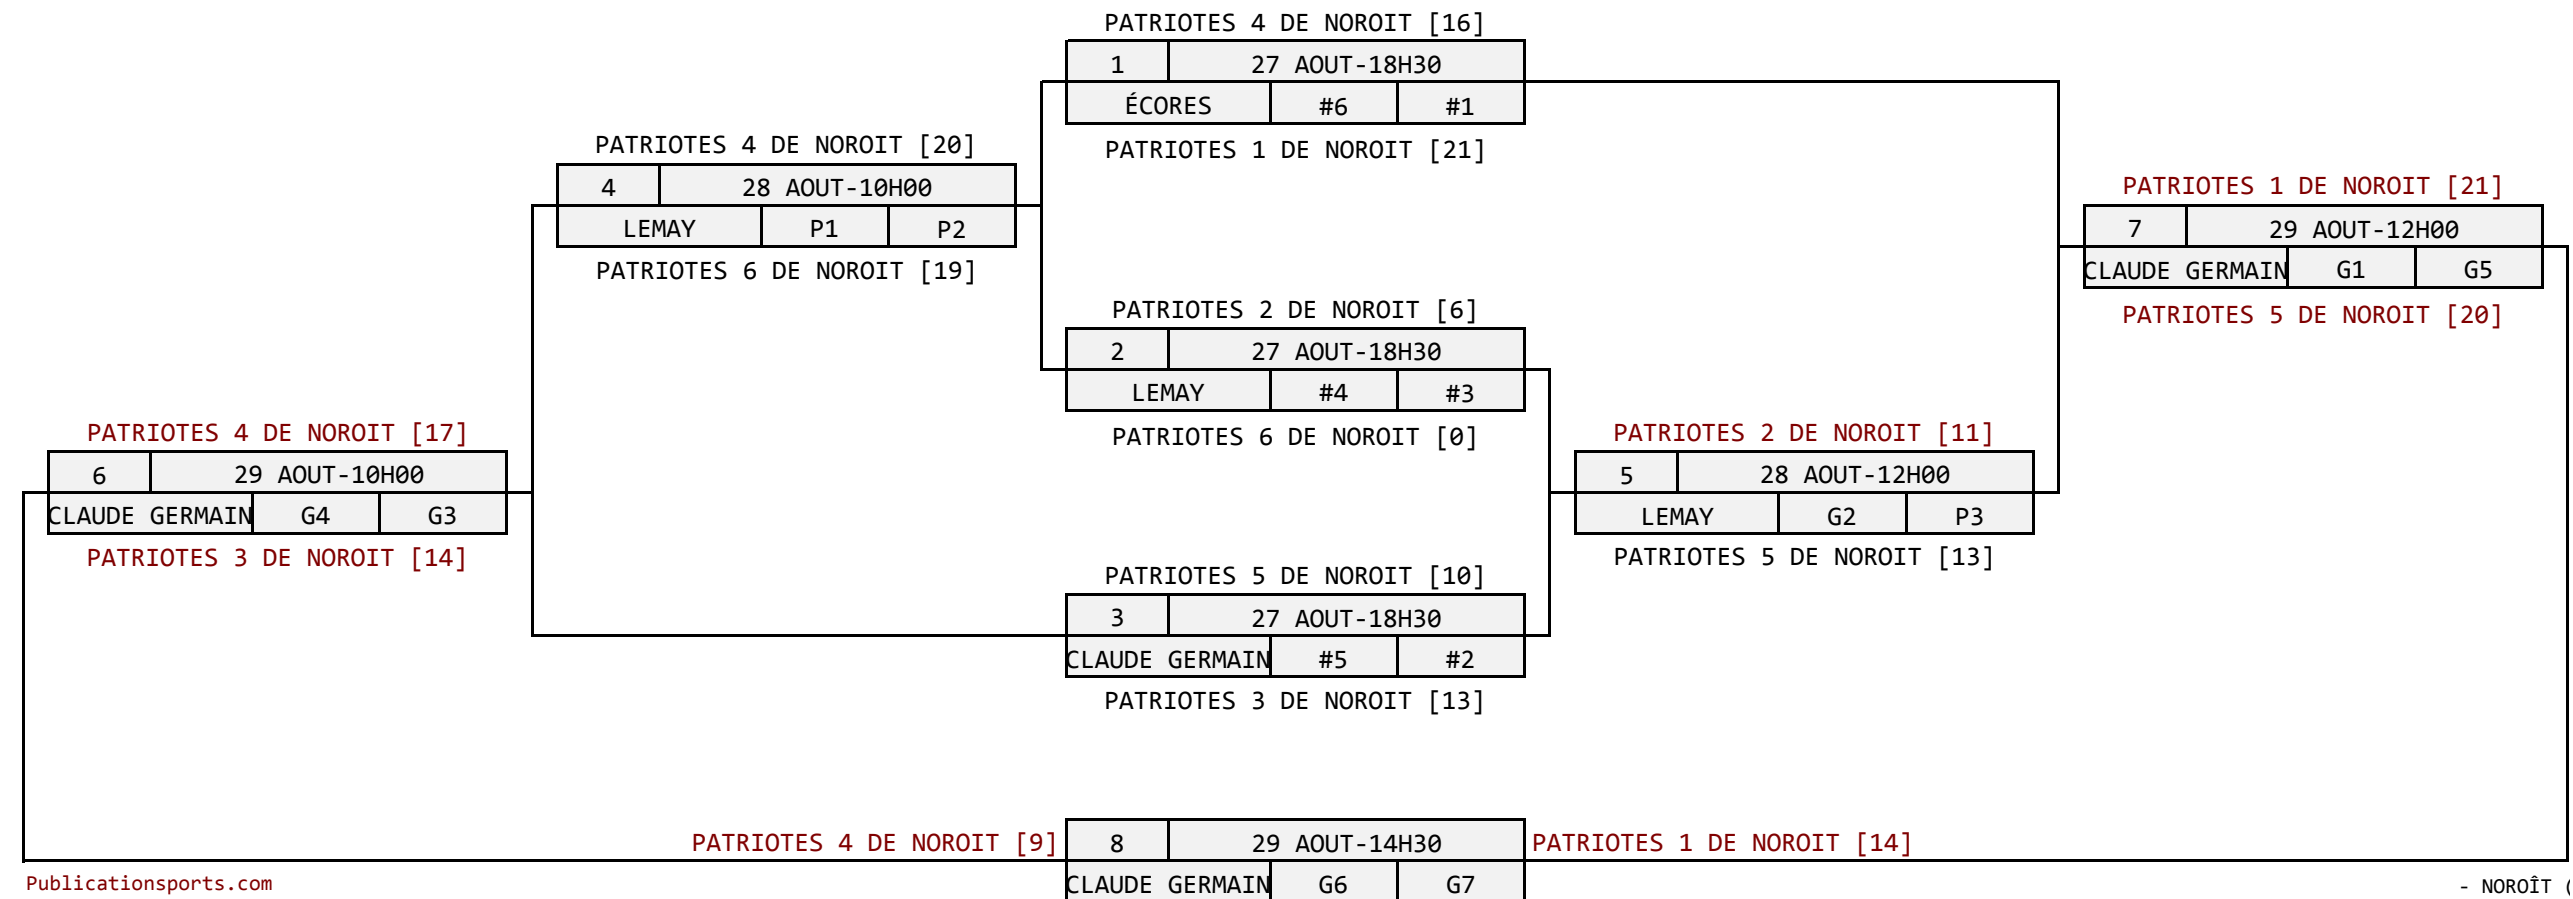 PATRIOTES 4 DE NOROIT [16]
1 27 AOUT-18H30
ÉCORES #6 #1
PATRIOTES 1 DE NOROIT [21]
PATRIOTES 4 DE NOROIT [20]
4 28 AOUT-10H00
LEMAY P1 P2
PATRIOTES 6 DE NOROIT [19]
PATRIOTES 1 DE NOROIT [21]
7 29 AOUT-12H00
CLAUDE GERMAIN G1 G5
PATRIOTES 5 DE NOROIT [20]
PATRIOTES 2 DE NOROIT [6]
2 27 AOUT-18H30
LEMAY #4 #3
PATRIOTES 6 DE NOROIT [0]
PATRIOTES 4 DE NOROIT [17]
6 29 AOUT-10H00
CLAUDE GERMAIN G4 G3
PATRIOTES 3 DE NOROIT [14]
PATRIOTES 2 DE NOROIT [11]
5 28 AOUT-12H00
LEMAY G2 P3
PATRIOTES 5 DE NOROIT [13]
PATRIOTES 5 DE NOROIT [10]
3 27 AOUT-18H30
CLAUDE GERMAIN #5 #2
PATRIOTES 3 DE NOROIT [13]
PATRIOTES 4 DE NOROIT [9] 8 29 AOUT-14H30 PATRIOTES 1 DE NOROIT [14]
CLAUDE GERMAIN G6 G7
Publicationsports.com
- NOROÎT (